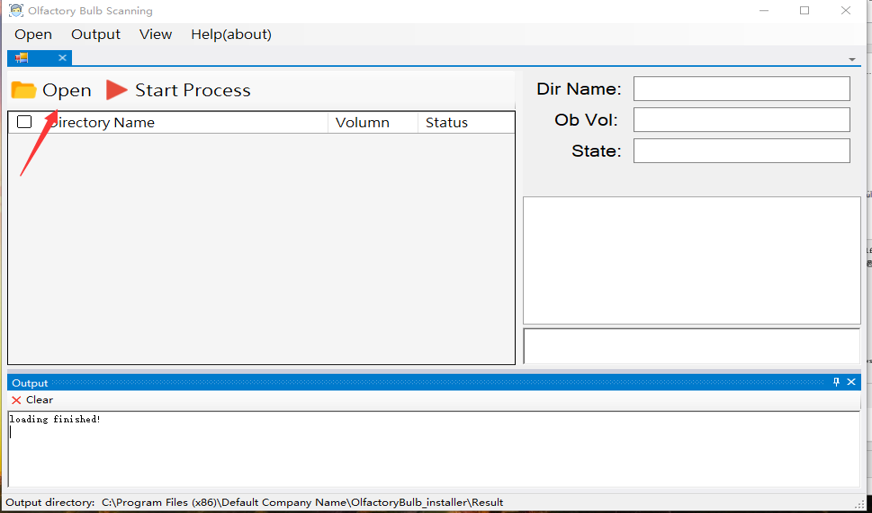 Olfactory Bulb Scanning
Open Output View Help(about)
Open Start Process
Directory Name Volumn Status
Dir Name:
Ob Vol:
State:
Output
Clear
loading finished!
Output directory: C:\Program Files (x86)\Default Company Name\OlfactoryBulb_installer\Result